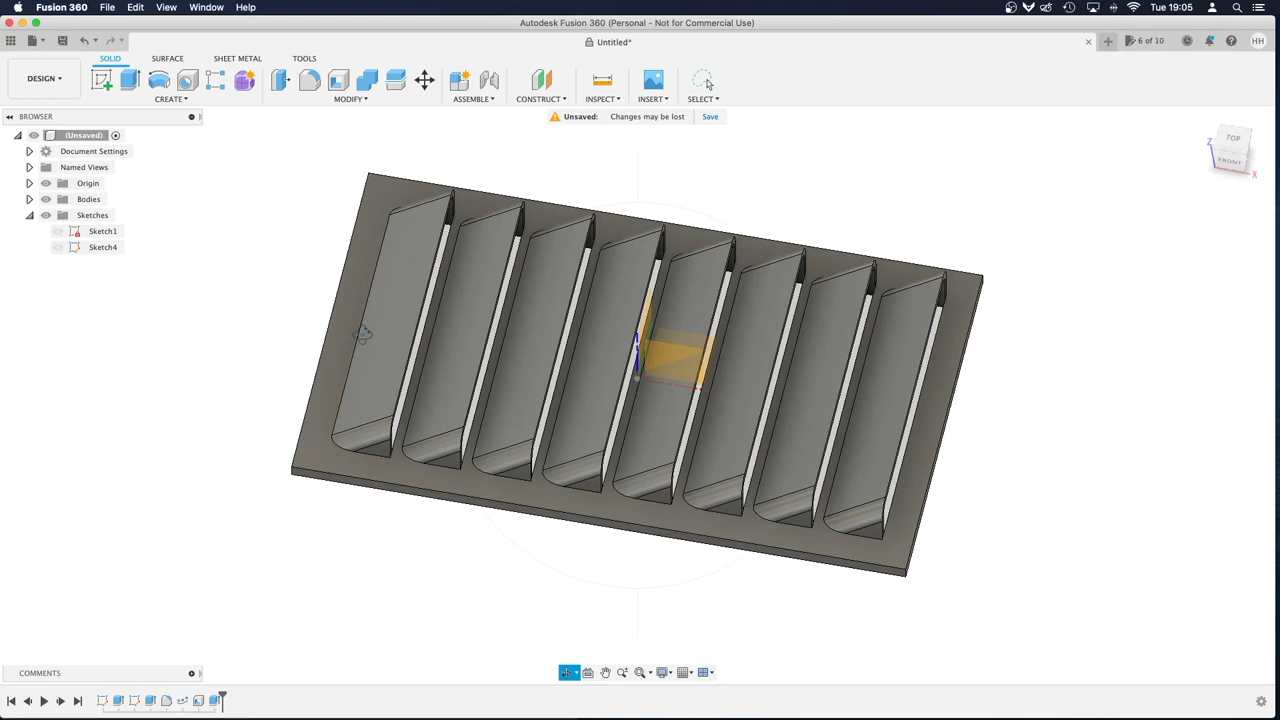 Fusion 360 File Edit View Window Help Tue 19:05
Autodesk Fusion 360 (Personal - Not for Commercial Use)
Untitled* 6 of 10 HH
SOLID SURFACE SHEET METAL TOOLS
DESIGN
CREATE MODIFY ASSEMBLE CONSTRUCT INSPECT INSERT SELECT
BROWSER
Unsaved: Changes may be lost Save
(Unsaved)
Document Settings
Named Views
Origin
Bodies
Sketches
Sketch1
Sketch4
TOP
FRONT
Z
X
COMMENTS